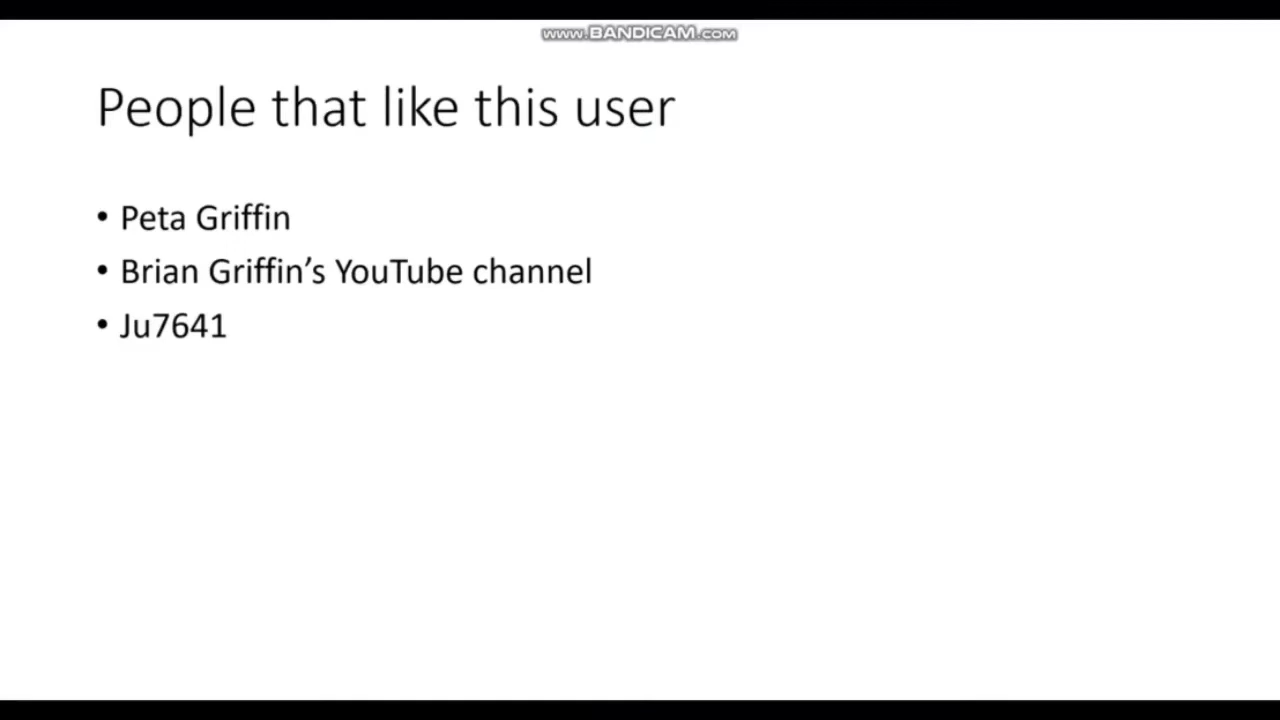 www.BANDICAM.com
People that like this user
• Peta Griffin
• Brian Griffin’s YouTube channel
• Ju7641